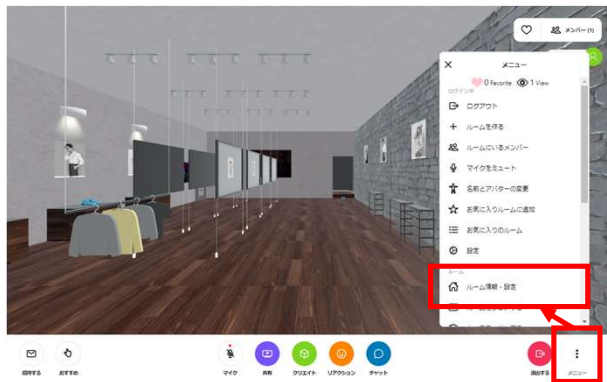 メンバー (1)
メニュー
0 Favorite 1 View
ログイン中
ログアウト
ルームを作る
ルームにいるメンバー
マイクをミュート
名前とアバターの変更
お気に入りルームに追加
お気に入りのルーム
設定
ルーム
ルーム情報・設定
招待する
おすすめ
マイク
共有
クリエイト
リアクション
チャット
退出する
メニュー